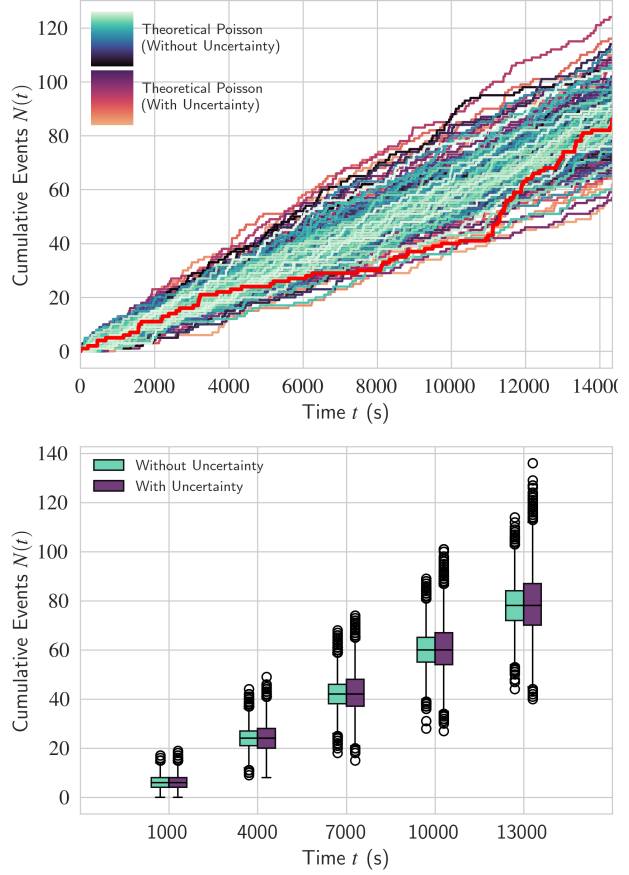 Cumulative Events N(t)
120
100
80
60
40
20
0
Theoretical Poisson
(Without Uncertainty)
Theoretical Poisson
(With Uncertainty)
0 2000 4000 6000 8000 10000 12000 14000
Time t (s)
Cumulative Events N(t)
140
120
100
80
60
40
20
0
Without Uncertainty
With Uncertainty
1000 4000 7000 10000 13000
Time t (s)